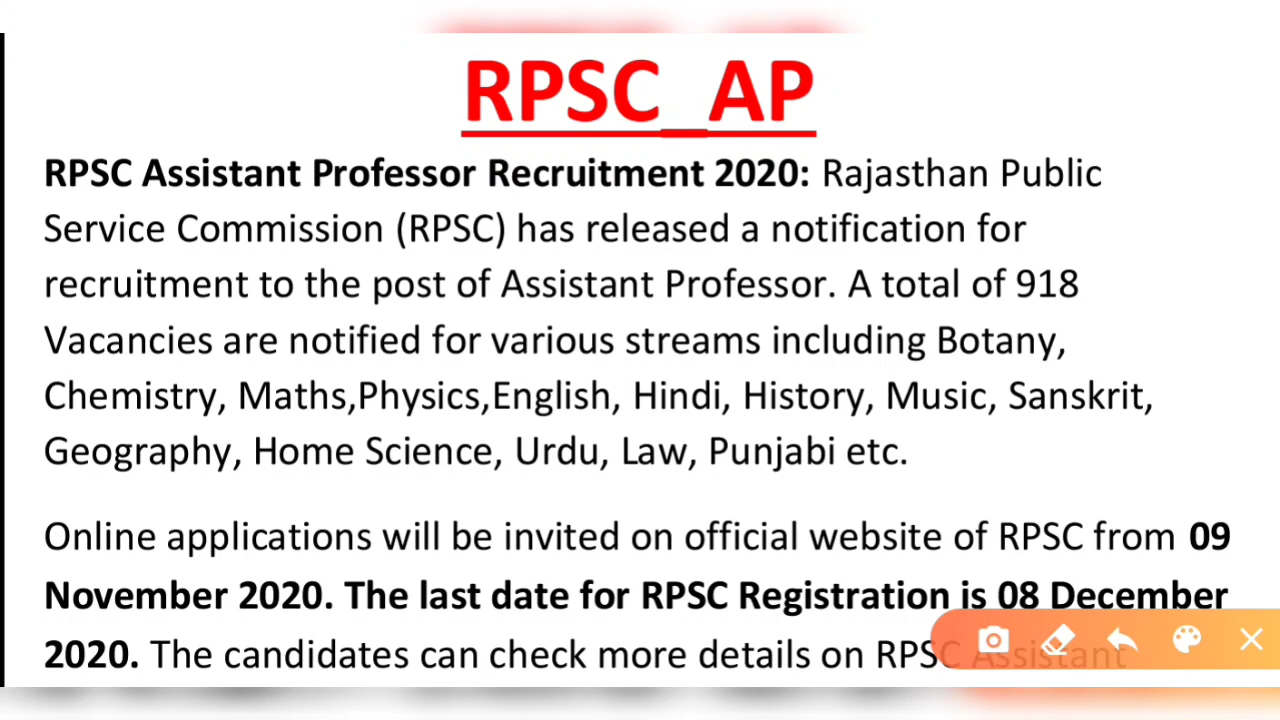 RPSC_AP
RPSC Assistant Professor Recruitment 2020: Rajasthan Public
Service Commission (RPSC) has released a notification for
recruitment to the post of Assistant Professor. A total of 918
Vacancies are notified for various streams including Botany,
Chemistry, Maths,Physics,English, Hindi, History, Music, Sanskrit,
Geography, Home Science, Urdu, Law, Punjabi etc.
Online applications will be invited on official website of RPSC from 09
November 2020. The last date for RPSC Registration is 08 December
2020. The candidates can check more details on RPSC Assistant